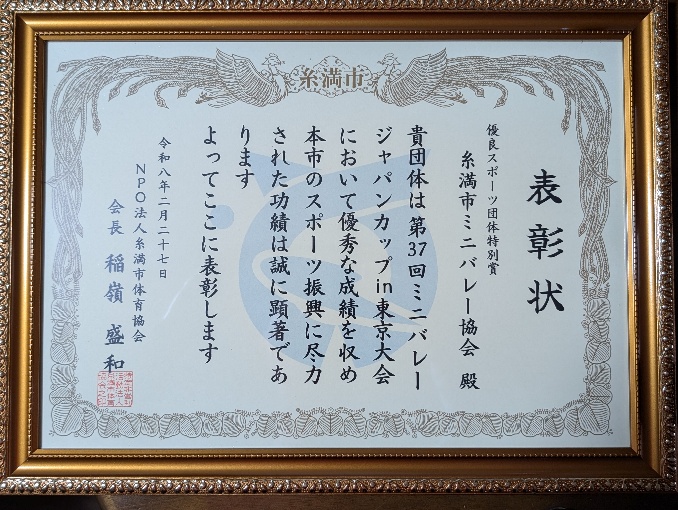 糸満市
表彰状
優良スポーツ団体特別賞
糸満市ミニバレー協会 殿
貴団体は第37回ミニバレー
ジャパンカップin東京大会
において優秀な成績を収め
本市のスポーツ振興に尽力
された功績は誠に顕著であ
ります
よってここに表彰します
令和八年二月二十七日
NPO法人糸満市体育協会
会長 稲嶺 盛和